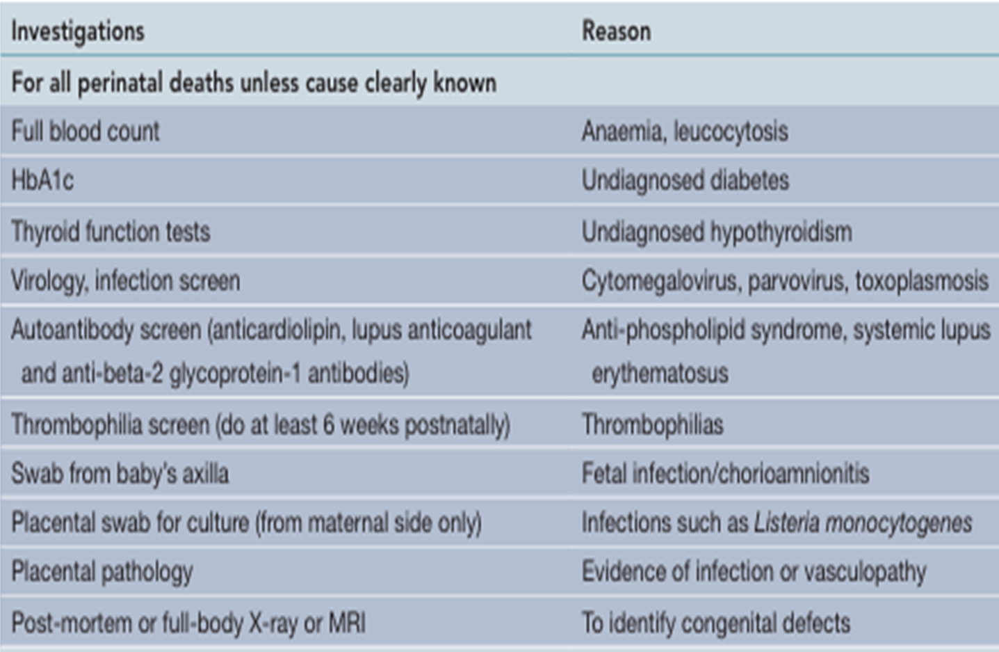 Investigations Reason
For all perinatal deaths unless cause clearly known
Full blood count Anaemia, leucocytosis
HbA1c Undiagnosed diabetes
Thyroid function tests Undiagnosed hypothyroidism
Virology, infection screen Cytomegalovirus, parvovirus, toxoplasmosis
Autoantibody screen (anticardiolipin, lupus anticoagulant Anti-phospholipid syndrome, systemic lupus
and anti-beta-2 glycoprotein-1 antibodies) erythematosus
Thrombophilia screen (do at least 6 weeks postnatally) Thrombophilias
Swab from baby's axilla Fetal infection/chorioamnionitis
Placental swab for culture (from maternal side only) Infections such as Listeria monocytogenes
Placental pathology Evidence of infection or vasculopathy
Post-mortem or full-body X-ray or MRI To identify congenital defects